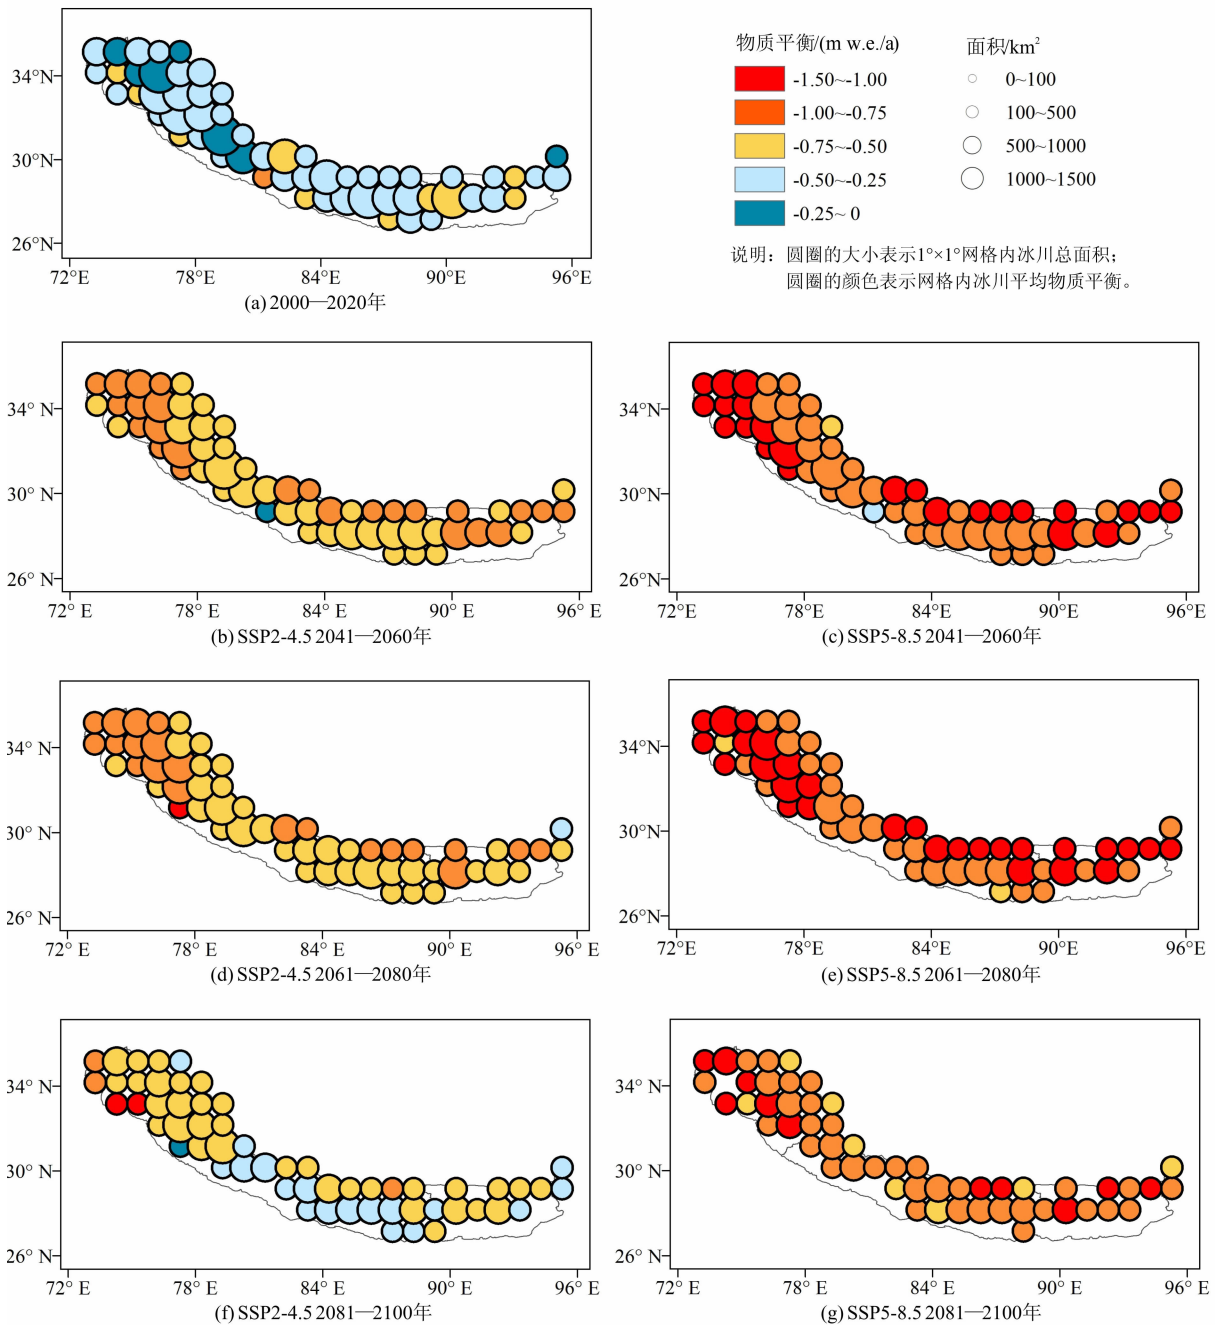 34°N
30°N
26°N
72°E 78°E 84°E 90°E 96°E
(a) 2000—2020年
物质平衡/(m w.e./a)
-1.50~-1.00
-1.00~-0.75
-0.75~-0.50
-0.50~-0.25
-0.25~ 0
面积/km²
0~100
100~500
500~1000
1000~1500
说明：圆圈的大小表示1°×1°网格内冰川总面积；
圆圈的颜色表示网格内冰川平均物质平衡。
34°N
30°N
26° N
72° E 78° E 84° E 90° E 96° E
(b) SSP2-4.5 2041—2060年
34°N
30°N
26°N
72°E 78°E 84°E 90°E 96°E
(c) SSP5-8.5 2041—2060年
34° N
30° N
26° N
72° E 78° E 84° E 90° E 96° E
(d) SSP2-4.5 2061—2080年
34°N
30°N
26°N
72°E 78°E 84°E 90°E 96°E
(e) SSP5-8.5 2061—2080年
34° N
30° N
26° N
72° E 78° E 84° E 90° E 96° E
(f) SSP2-4.5 2081—2100年
34°N
30°N
26°N
72°E 78°E 84°E 90°E 96°E
(g) SSP5-8.5 2081—2100年